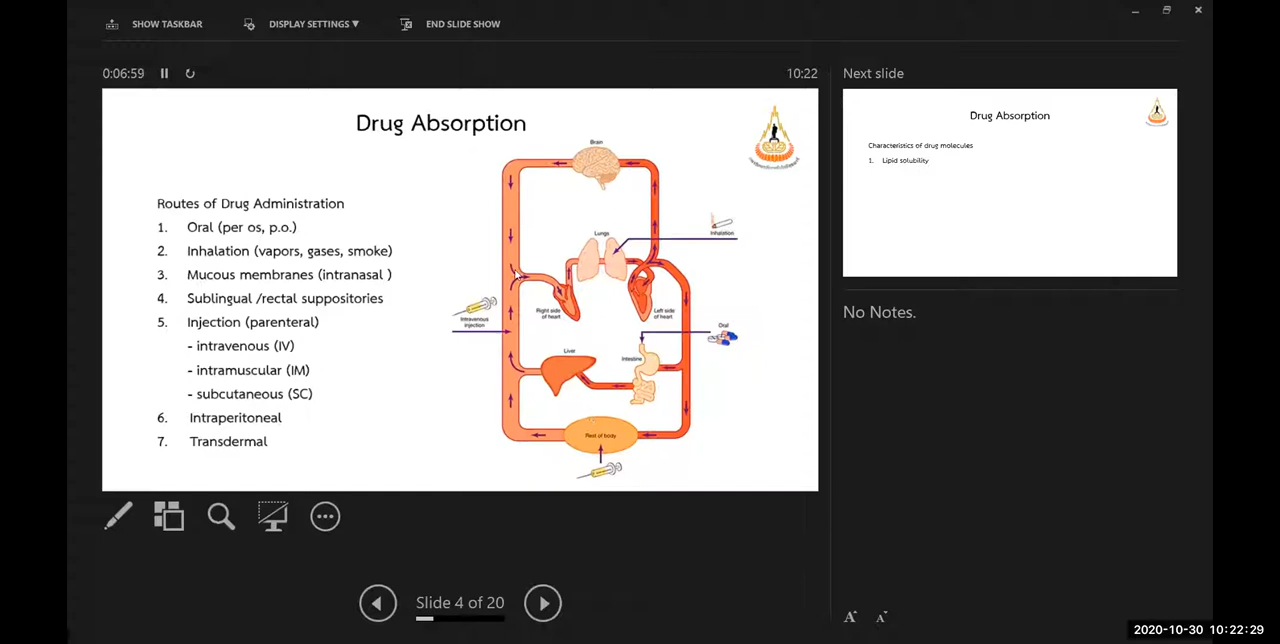 SHOW TASKBAR
DISPLAY SETTINGS ▼
END SLIDE SHOW
0:06:59
10:22
Drug Absorption
Routes of Drug Administration
1. Oral (per os, p.o.)
2. Inhalation (vapors, gases, smoke)
3. Mucous membranes (intranasal )
4. Sublingual /rectal suppositories
5. Injection (parenteral)
- intravenous (IV)
- intramuscular (IM)
- subcutaneous (SC)
6. Intraperitoneal
7. Transdermal
Brain
Lungs
Inhalation
Intravenous
injection
Right side
of heart
Left side
of heart
Oral
Liver
Intestine
Rest of body
Next slide
Drug Absorption
Characteristics of drug molecules
1. Lipid solubility
No Notes.
Slide 4 of 20
A A
2020-10-30 10:22:29